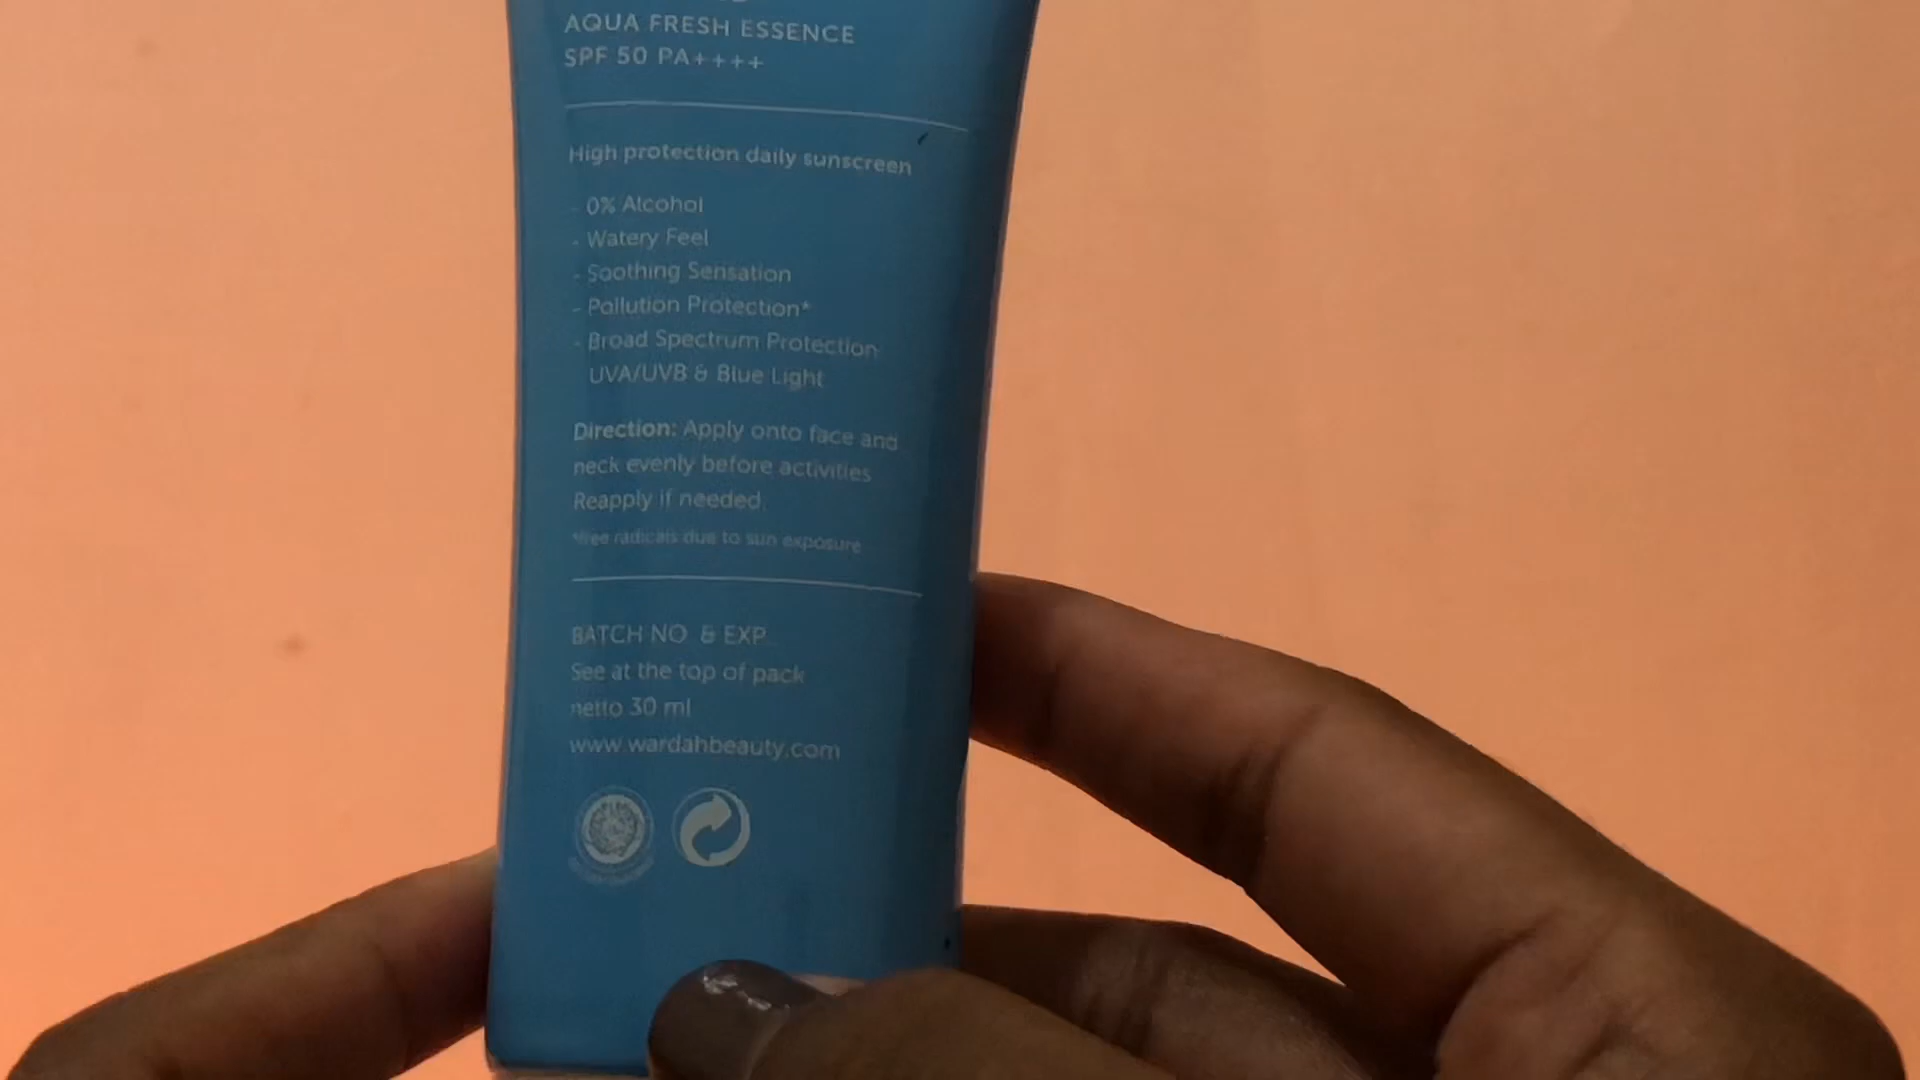 AQUA FRESH ESSENCE
SPF 50 PA++++
High protection daily sunscreen
- 0% Alcohol
- Watery Feel
- Soothing Sensation
- Pollution Protection*
- Broad Spectrum Protection
UVA/UVB & Blue Light
Direction: Apply onto face and
neck evenly before activities
Reapply if needed.
*free radicals due to sun exposure
BATCH NO & EXP.
See at the top of pack
netto 30 ml
www.wardahbeauty.com